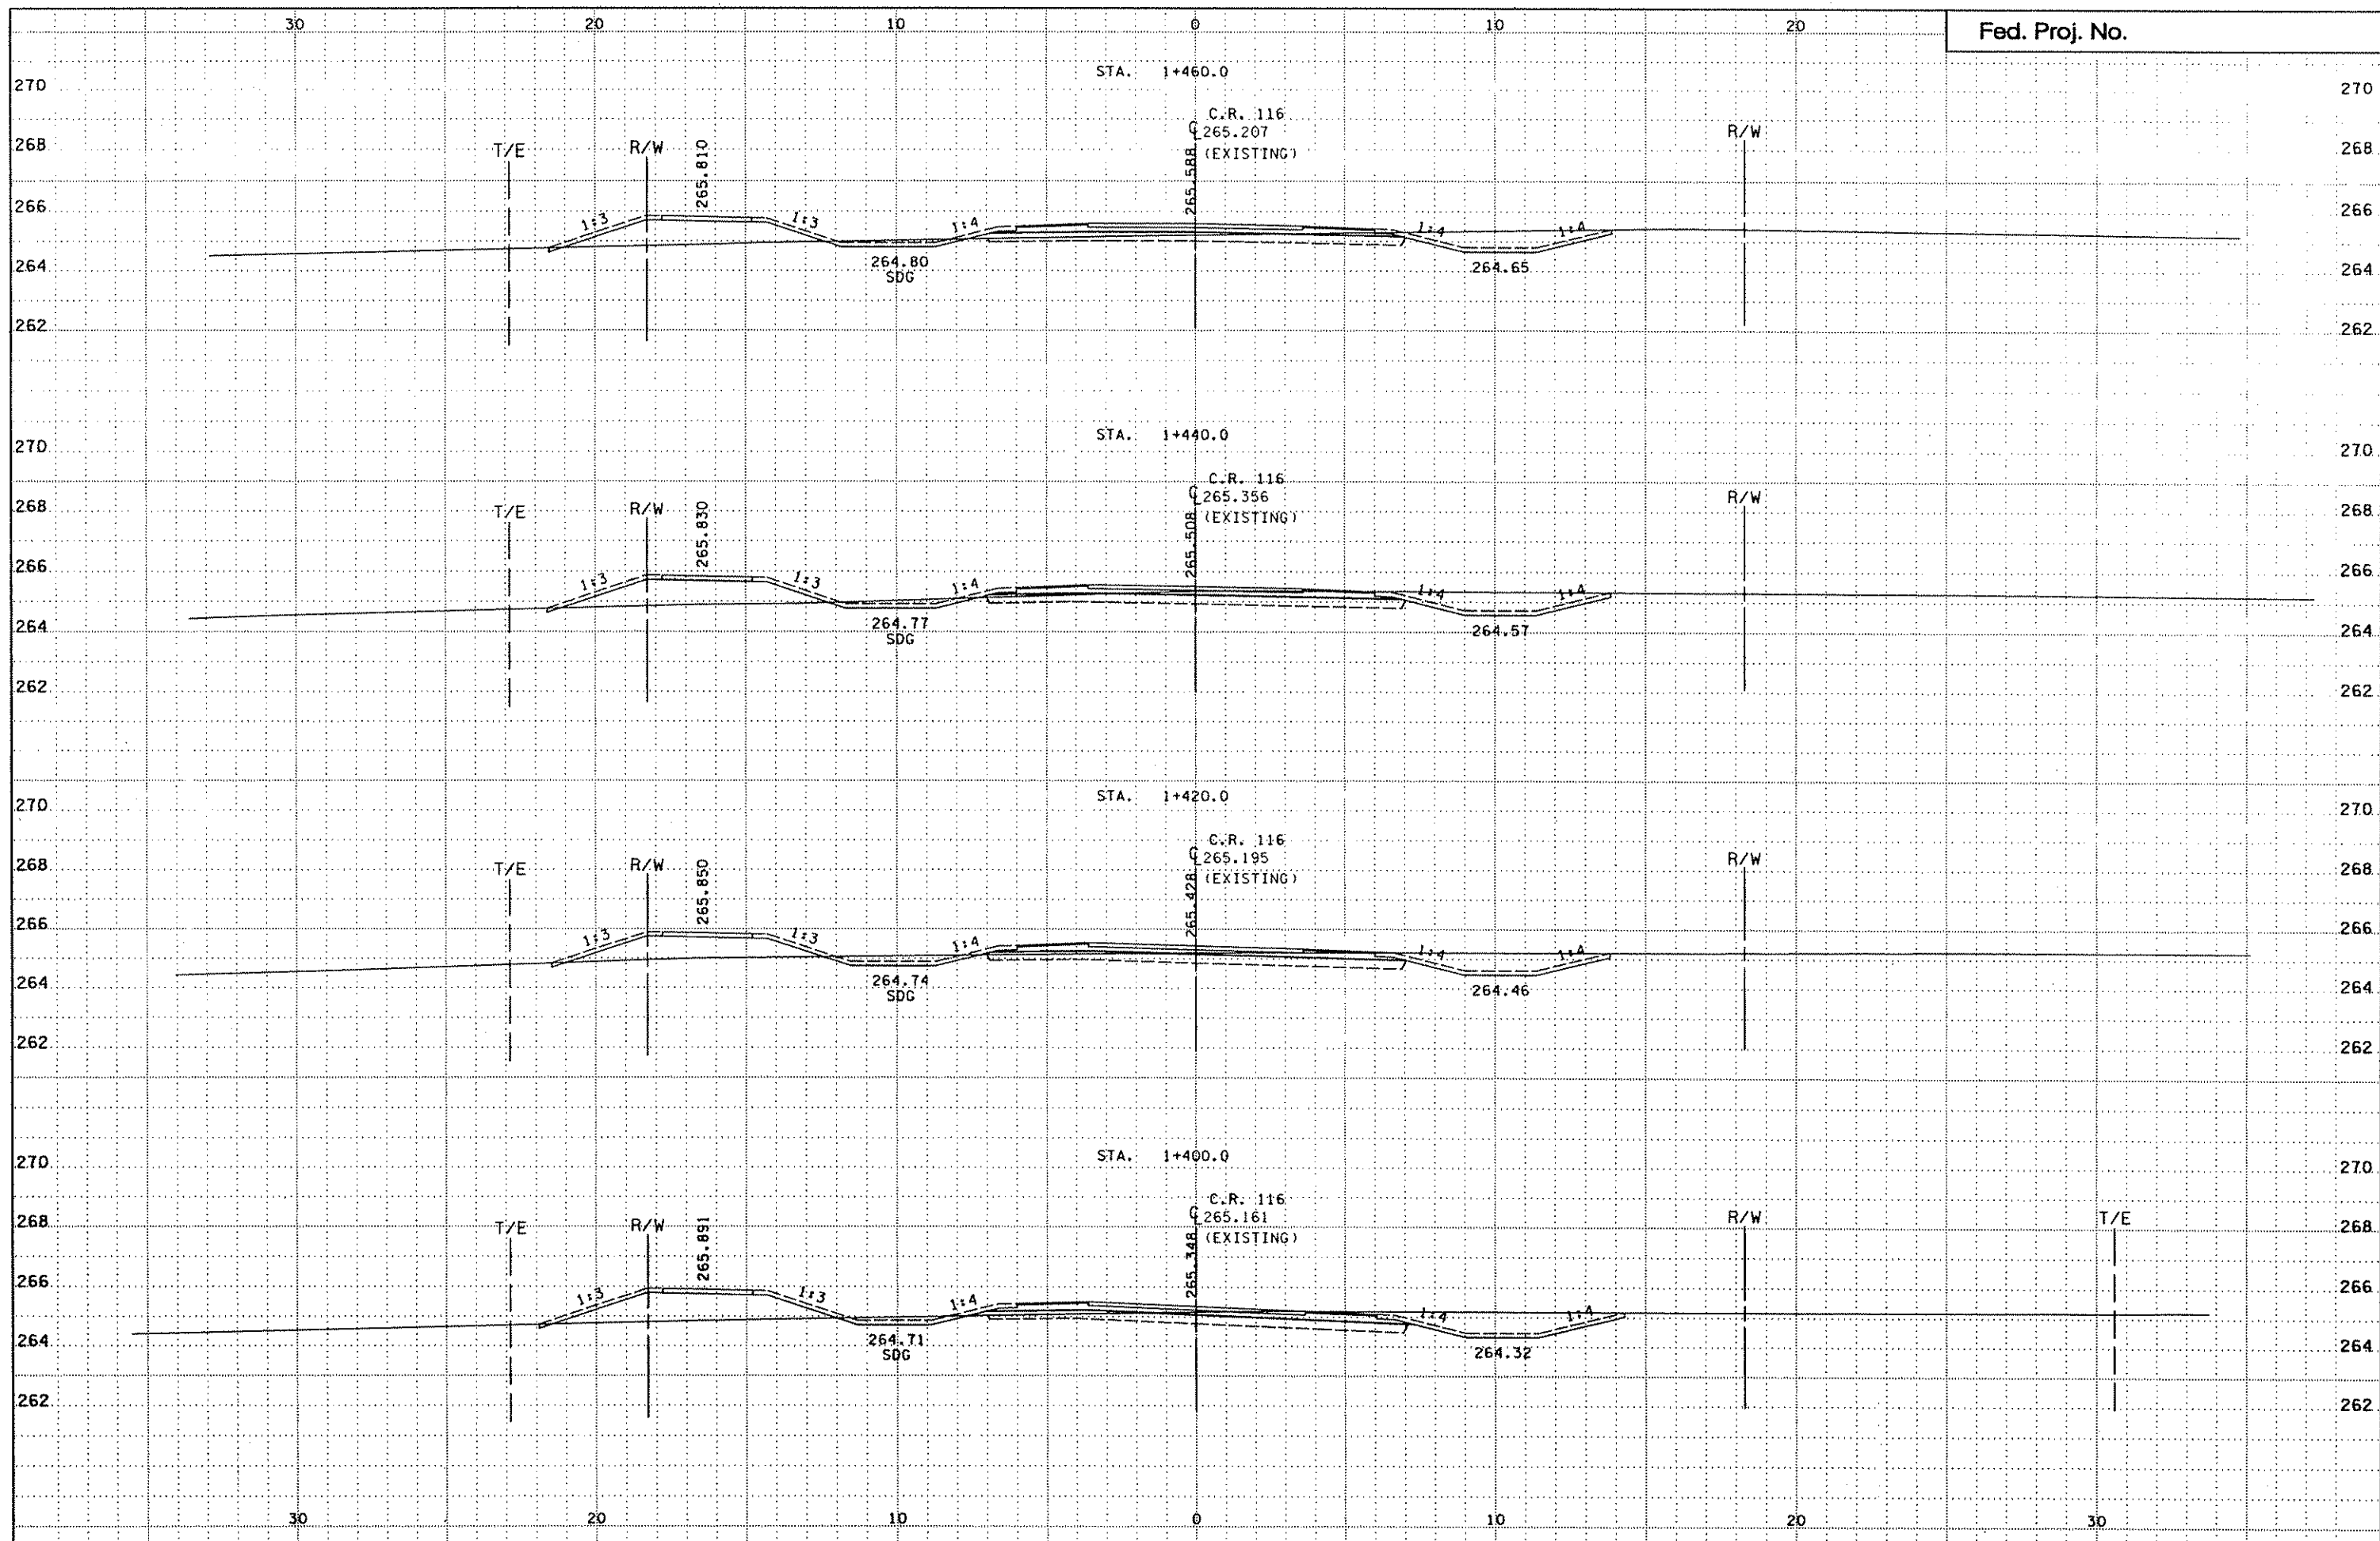 30 20 10 0 10 20
Fed. Proj. No.
STA. 1+460.0
270 270
C.R. 116
℄ 265.207
(EXISTING)
268 268
T/E R/W R/W
265.810
265.588
266 266
1:3 1:3 1:4 1:4 1:4
264 264
264.80
SDG
264.65
262 262
STA. 1+440.0
270 270
C.R. 116
℄ 265.356
(EXISTING)
268 268
T/E R/W R/W
265.830
265.508
266 266
1:3 1:3 1:4 1:4 1:4
264 264
264.77
SDG
264.57
262 262
STA. 1+420.0
270 270
C.R. 116
℄ 265.195
(EXISTING)
268 268
T/E R/W R/W
265.850
265.428
266 266
1:3 1:3 1:4 1:4 1:4
264 264
264.74
SDG
264.46
262 262
STA. 1+400.0
270 270
C.R. 116
℄ 265.161
(EXISTING)
268 268
T/E R/W R/W T/E
265.891
265.348
266 266
1:3 1:3 1:4 1:4 1:4
264 264
264.71
SDG
264.32
262 262
30 20 10 0 10 20 30